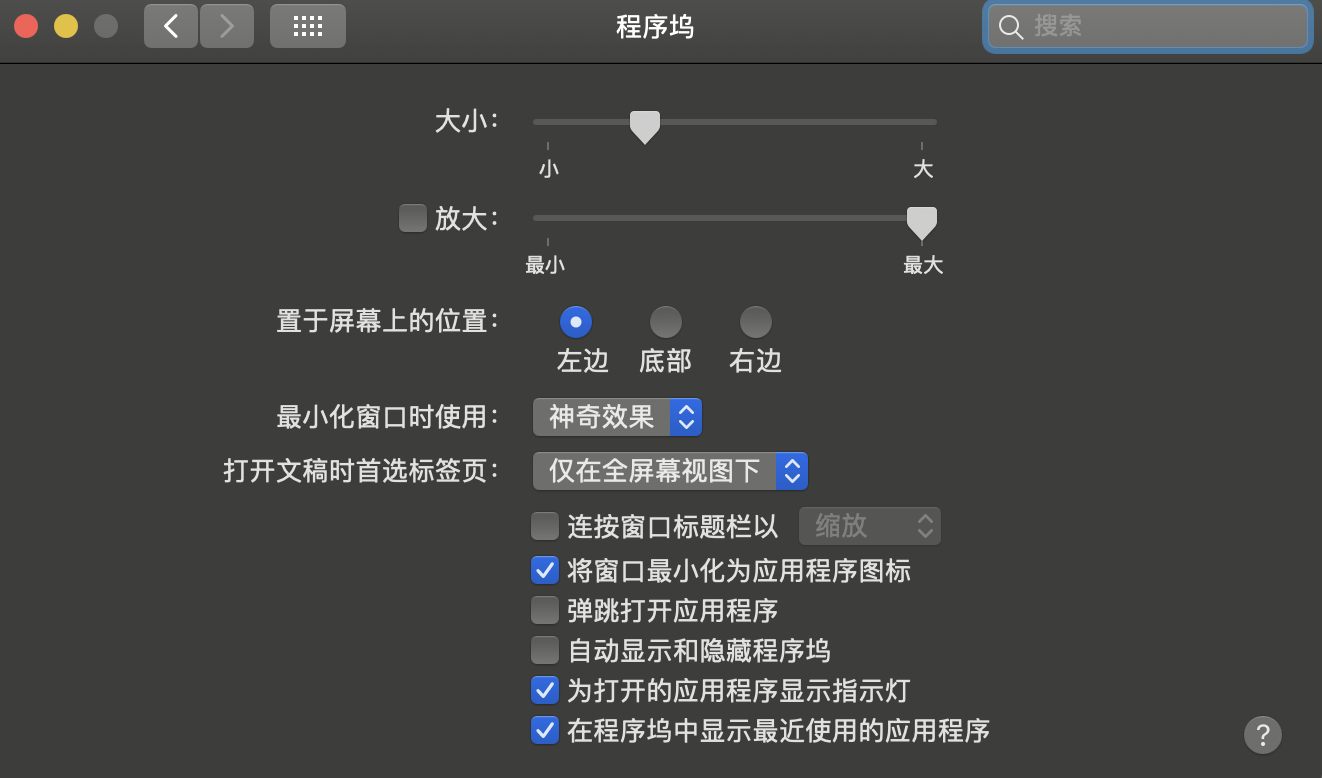 程序坞
搜索
大小：
小
大
放大：
最小
最大
置于屏幕上的位置：
左边
底部
右边
最小化窗口时使用：
神奇效果
打开文稿时首选标签页：
仅在全屏幕视图下
连按窗口标题栏以
缩放
将窗口最小化为应用程序图标
弹跳打开应用程序
自动显示和隐藏程序坞
为打开的应用程序显示指示灯
在程序坞中显示最近使用的应用程序
?